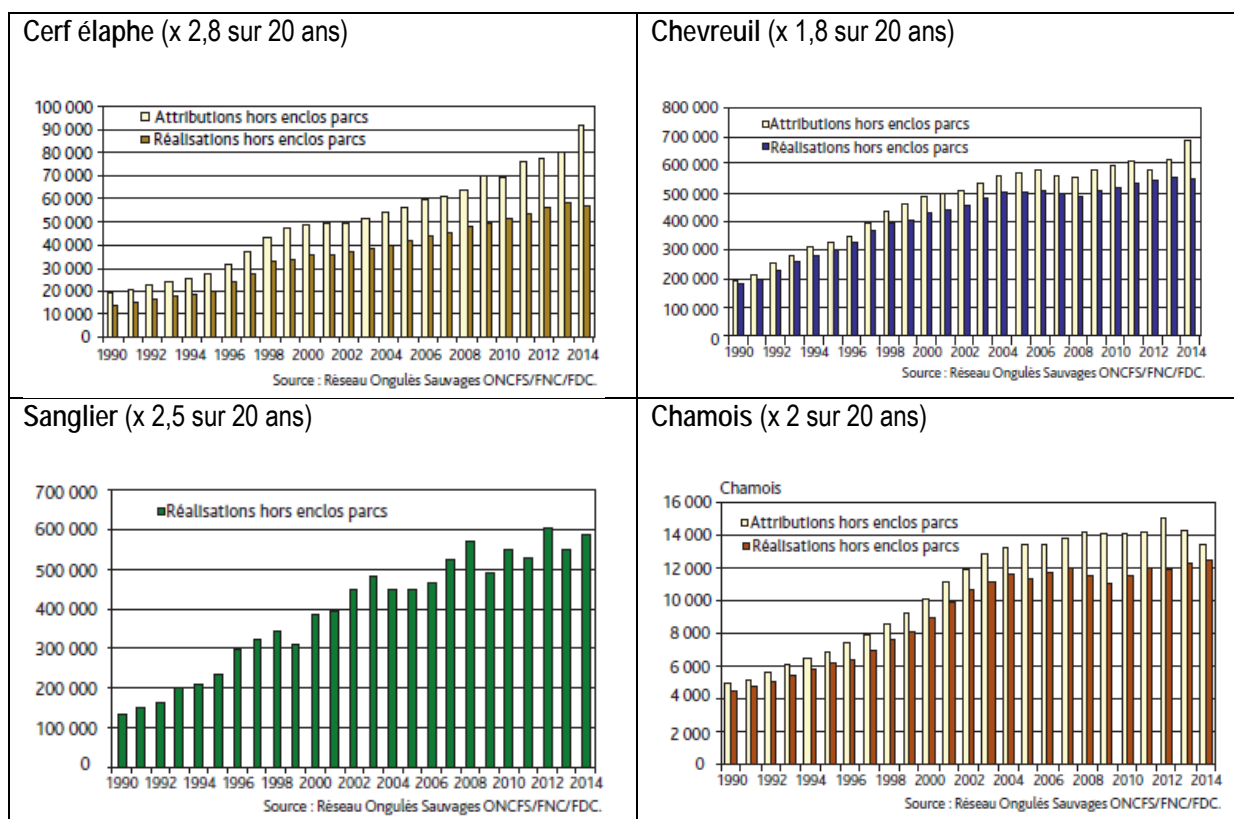 Cerf élaphe (x 2,8 sur 20 ans)
100 000
90 000
80 000
70 000
60 000
50 000
40 000
30 000
20 000
10 000
0
Attributions hors enclos parcs
Réalisations hors enclos parcs
1990 1992 1994 1996 1998 2000 2002 2004 2006 2008 2010 2012 2014
Source : Réseau Ongulés Sauvages ONCFS/FNC/FDC.
Chevreuil (x 1,8 sur 20 ans)
800 000
700 000
600 000
500 000
400 000
300 000
200 000
100 000
0
Attributions hors enclos parcs
Réalisations hors enclos parcs
1990 1992 1994 1996 1998 2000 2002 2004 2006 2008 2010 2012 2014
Source : Réseau Ongulés Sauvages ONCFS/FNC/FDC.
Sanglier (x 2,5 sur 20 ans)
700 000
600 000
500 000
400 000
300 000
200 000
100 000
0
Réalisations hors enclos parcs
1990 1992 1994 1996 1998 2000 2002 2004 2006 2008 2010 2012 2014
Source : Réseau Ongulés Sauvages ONCFS/FNC/FDC.
Chamois (x 2 sur 20 ans)
Chamois
16 000
14 000
12 000
10 000
8 000
6 000
4 000
2 000
0
Attributions hors enclos parcs
Réalisations hors enclos parcs
1990 1992 1994 1996 1998 2000 2002 2004 2006 2008 2010 2012 2014
Source : Réseau Ongulés Sauvages ONCFS/FNC/FDC.